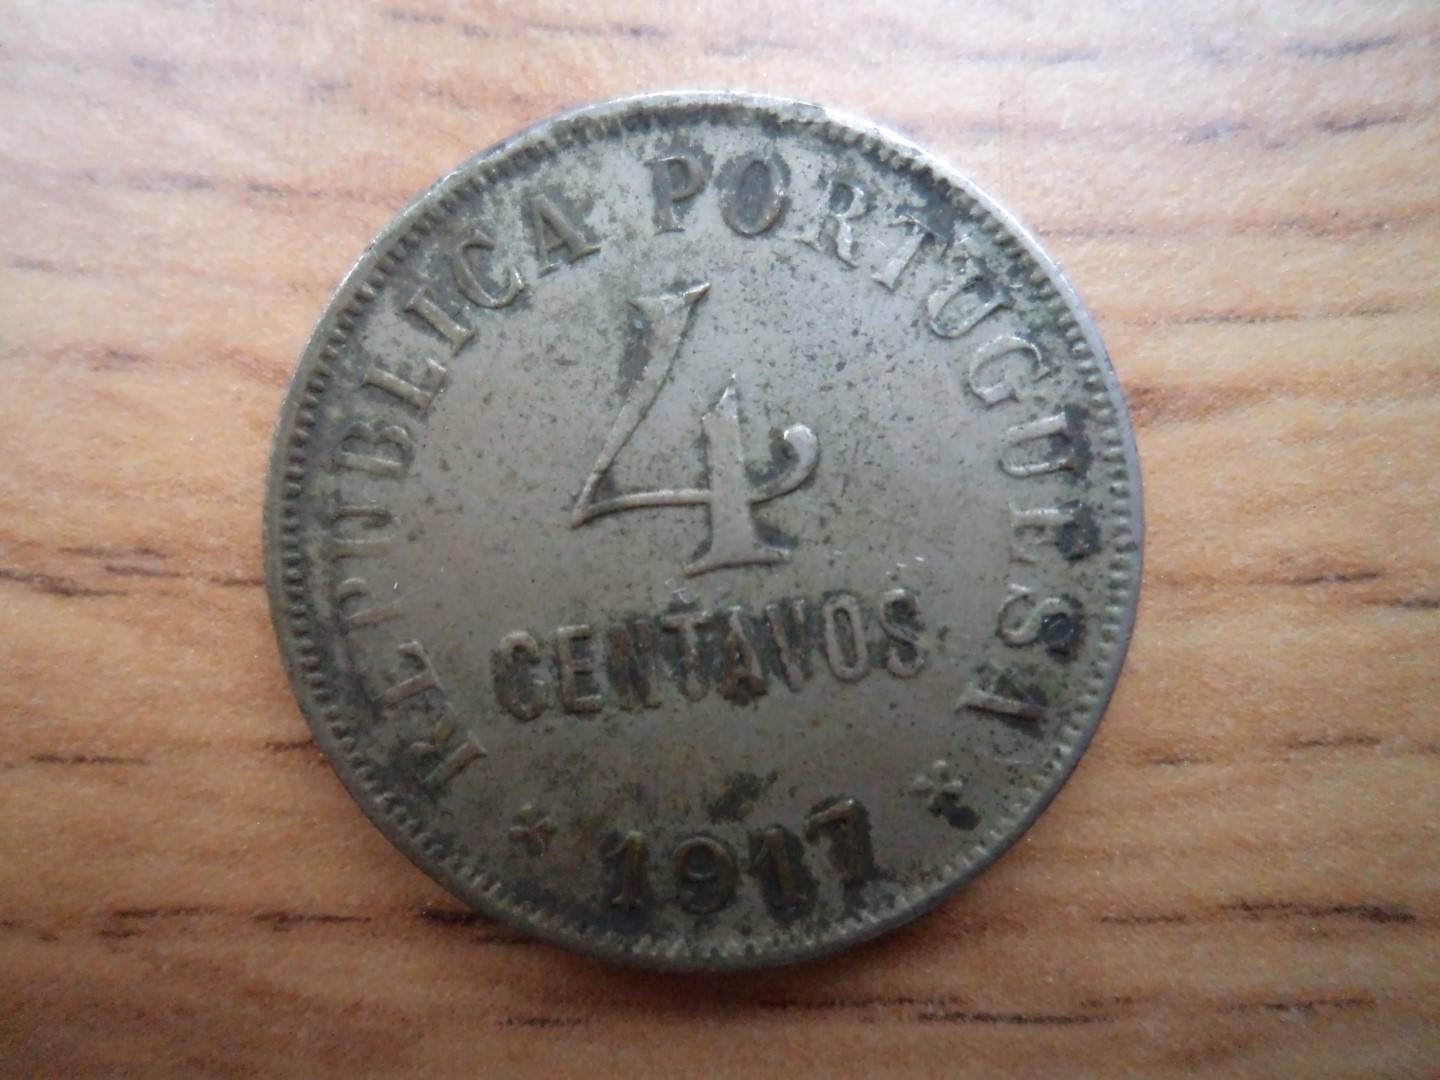 REPUBLICA PORTUGUESA
4
CENTAVOS
* 1917 *